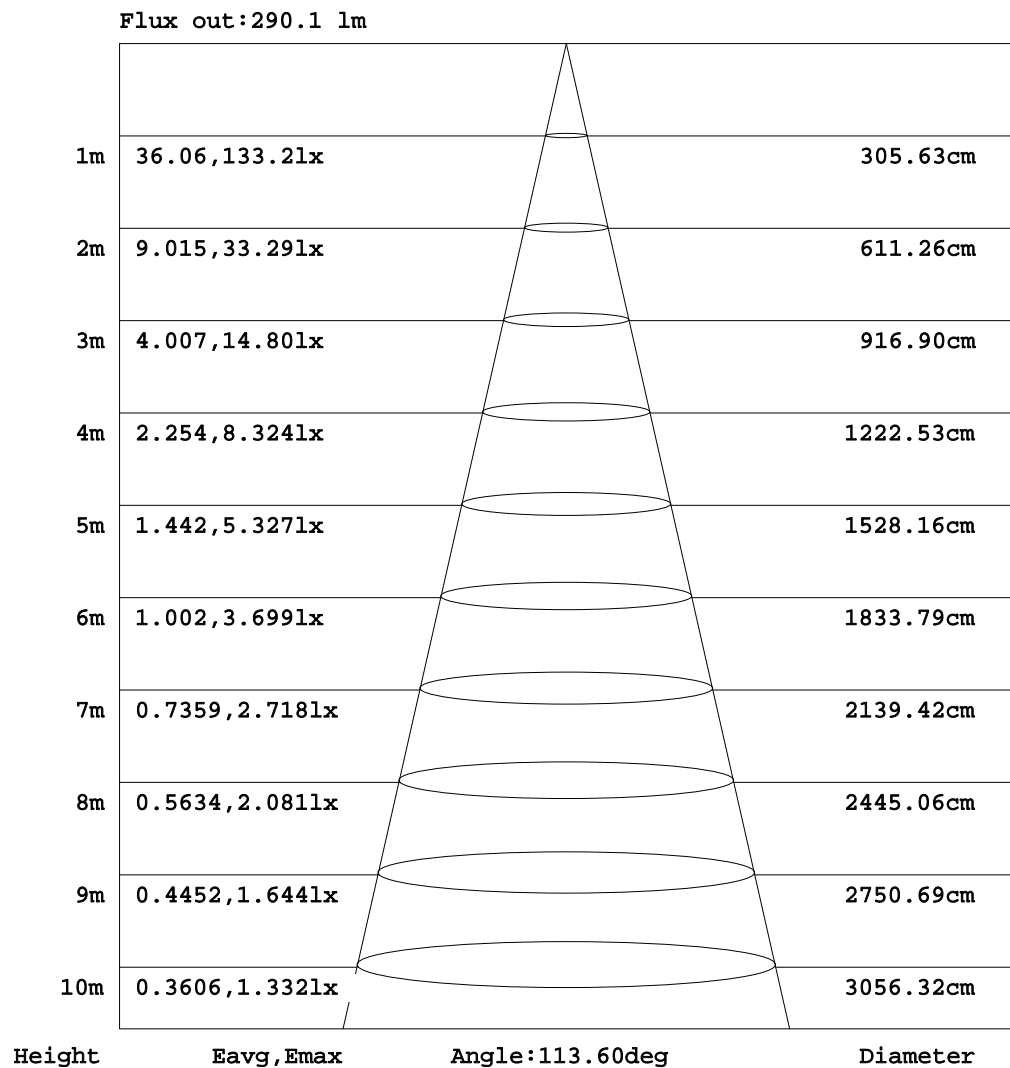 Flux out:290.1 lm
1m 36.06,133.2lx 305.63cm
2m 9.015,33.29lx 611.26cm
3m 4.007,14.80lx 916.90cm
4m 2.254,8.324lx 1222.53cm
5m 1.442,5.327lx 1528.16cm
6m 1.002,3.699lx 1833.79cm
7m 0.7359,2.718lx 2139.42cm
8m 0.5634,2.081lx 2445.06cm
9m 0.4452,1.644lx 2750.69cm
10m 0.3606,1.332lx 3056.32cm
Height Eavg,Emax Angle:113.60deg Diameter